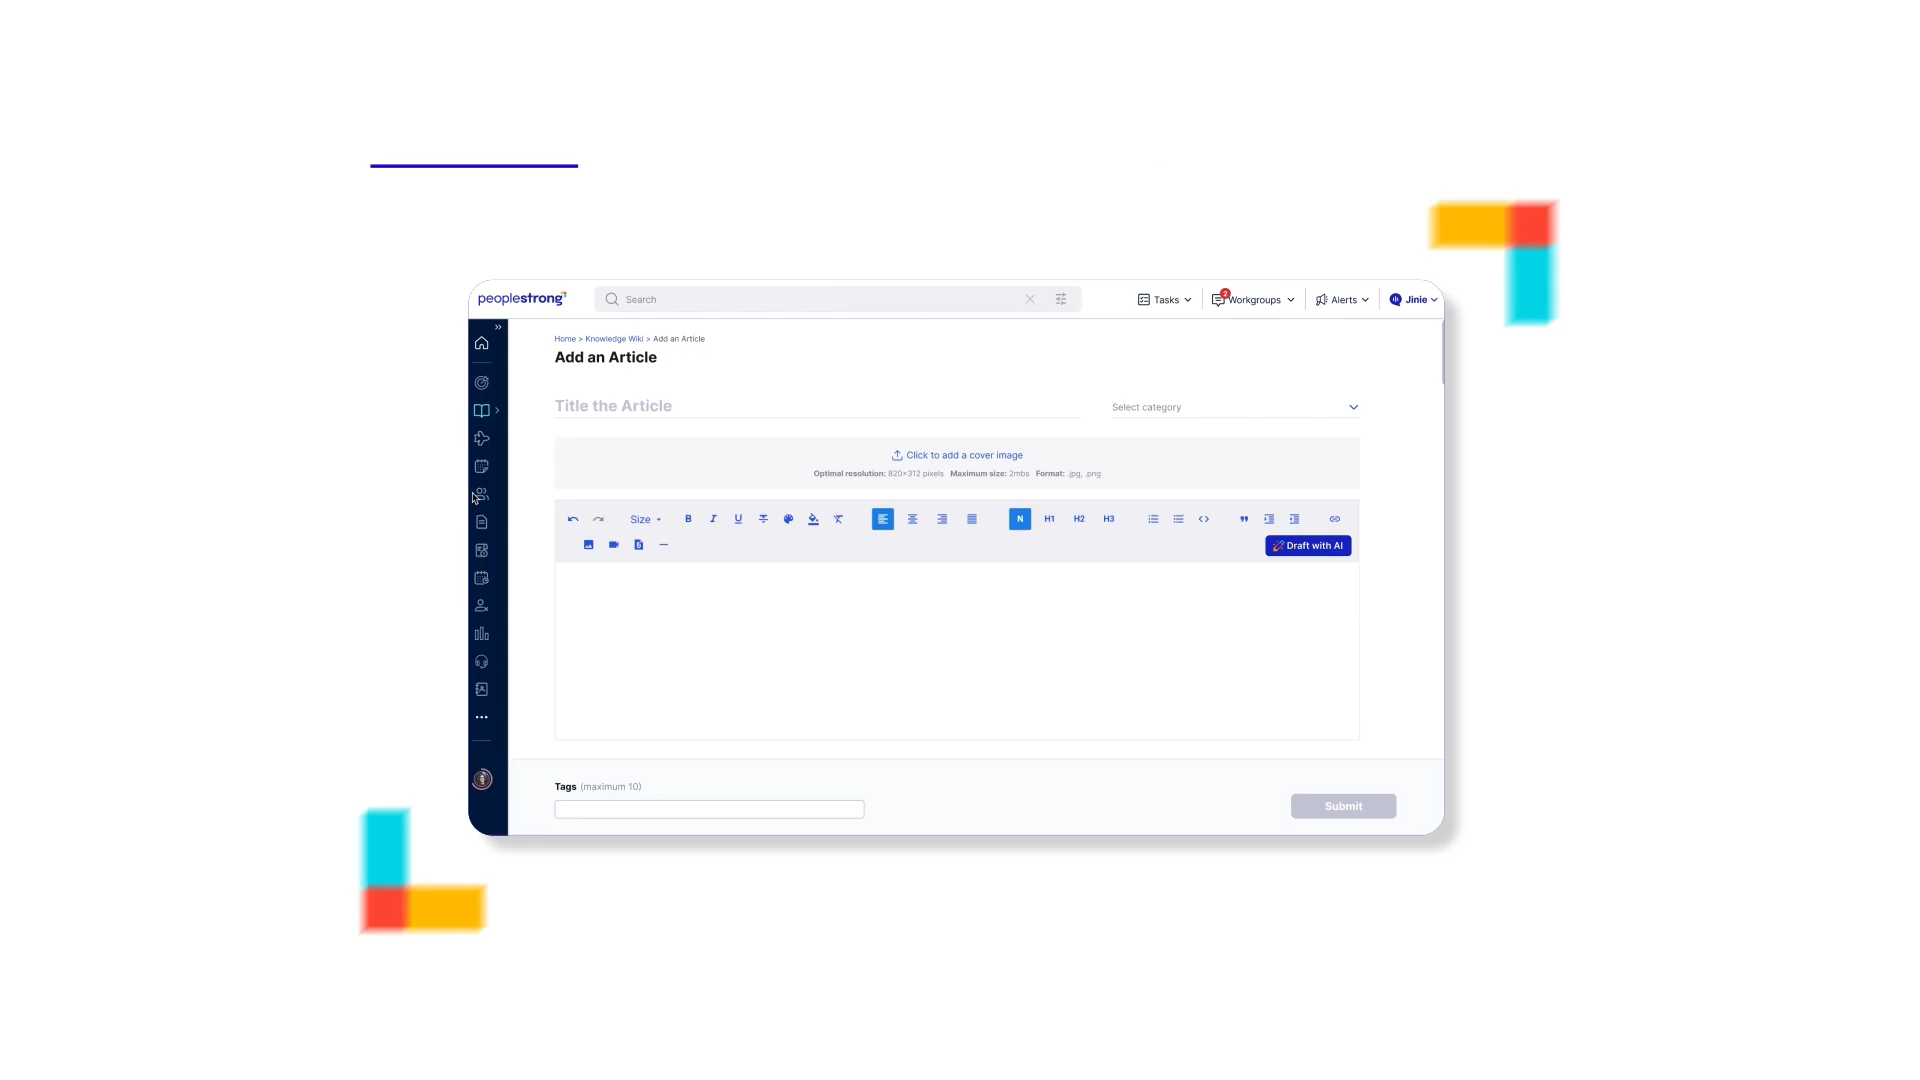 peoplestrong
Search
Tasks
2
Workgroups
Alerts
Jinie
Home > Knowledge Wiki > Add an Article
Add an Article
Title the Article
Select category
Click to add a cover image
Optimal resolution: 820×312 pixels Maximum size: 2mbs Format: .jpg, .png
Size B I U N H1 H2 H3
Draft with AI
Tags (maximum 10)
Submit